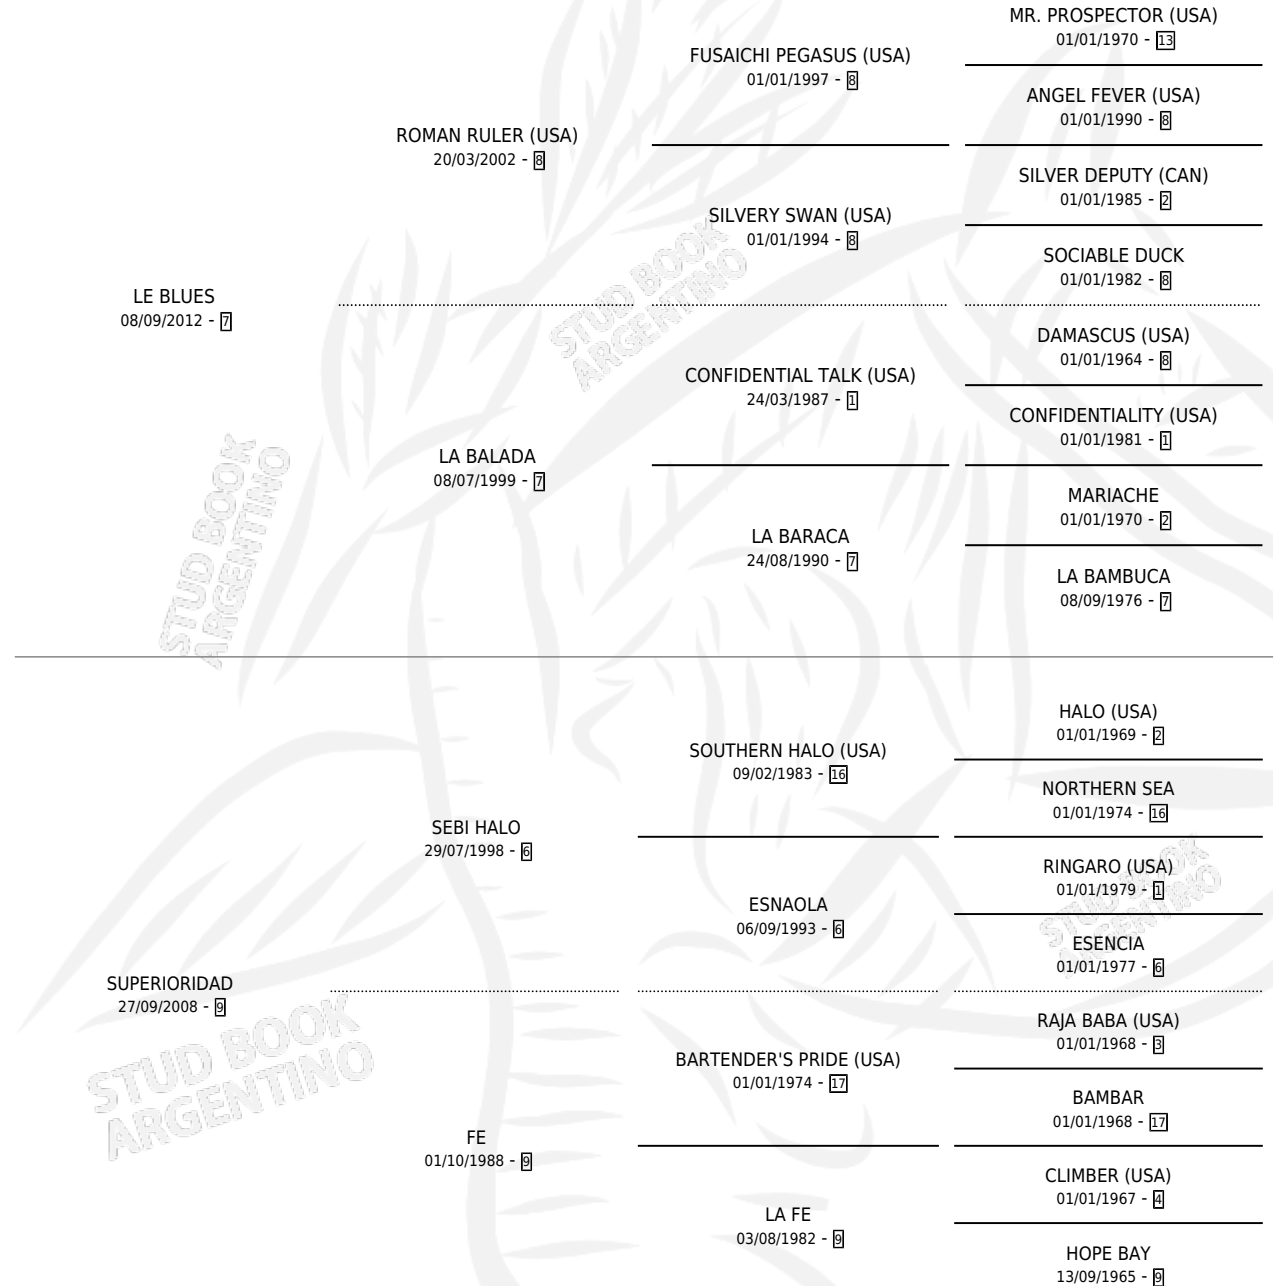 MR. PROSPECTOR (USA)
01/01/1970 - 13
FUSAICHI PEGASUS (USA)
01/01/1997 - 8
ANGEL FEVER (USA)
01/01/1990 - 8
ROMAN RULER (USA)
20/03/2002 - 8
SILVER DEPUTY (CAN)
01/01/1985 - 2
SILVERY SWAN (USA)
01/01/1994 - 8
SOCIABLE DUCK
01/01/1982 - 8
STUD BOOK
ARGENTINO
LE BLUES
08/09/2012 - 7
DAMASCUS (USA)
01/01/1964 - 8
CONFIDENTIAL TALK (USA)
24/03/1987 - 1
CONFIDENTIALITY (USA)
01/01/1981 - 1
LA BALADA
08/07/1999 - 7
MARIACHE
01/01/1970 - 2
LA BARACA
24/08/1990 - 7
LA BAMBUCA
08/09/1976 - 7
STUD BOOK
ARGENTINO
HALO (USA)
01/01/1969 - 2
SOUTHERN HALO (USA)
09/02/1983 - 16
NORTHERN SEA
01/01/1974 - 16
SEBI HALO
29/07/1998 - 6
RINGARO (USA)
01/01/1979 - 1
ESNAOLA
06/09/1993 - 6
ESENCIA
01/01/1977 - 6
STUD BOOK
ARGENTINO
SUPERIORIDAD
27/09/2008 - 9
RAJA BABA (USA)
01/01/1968 - 3
BARTENDER'S PRIDE (USA)
01/01/1974 - 17
BAMBAR
01/01/1968 - 17
STUD BOOK
ARGENTINO
FE
01/10/1988 - 9
CLIMBER (USA)
01/01/1967 - 4
LA FE
03/08/1982 - 9
HOPE BAY
13/09/1965 - 9